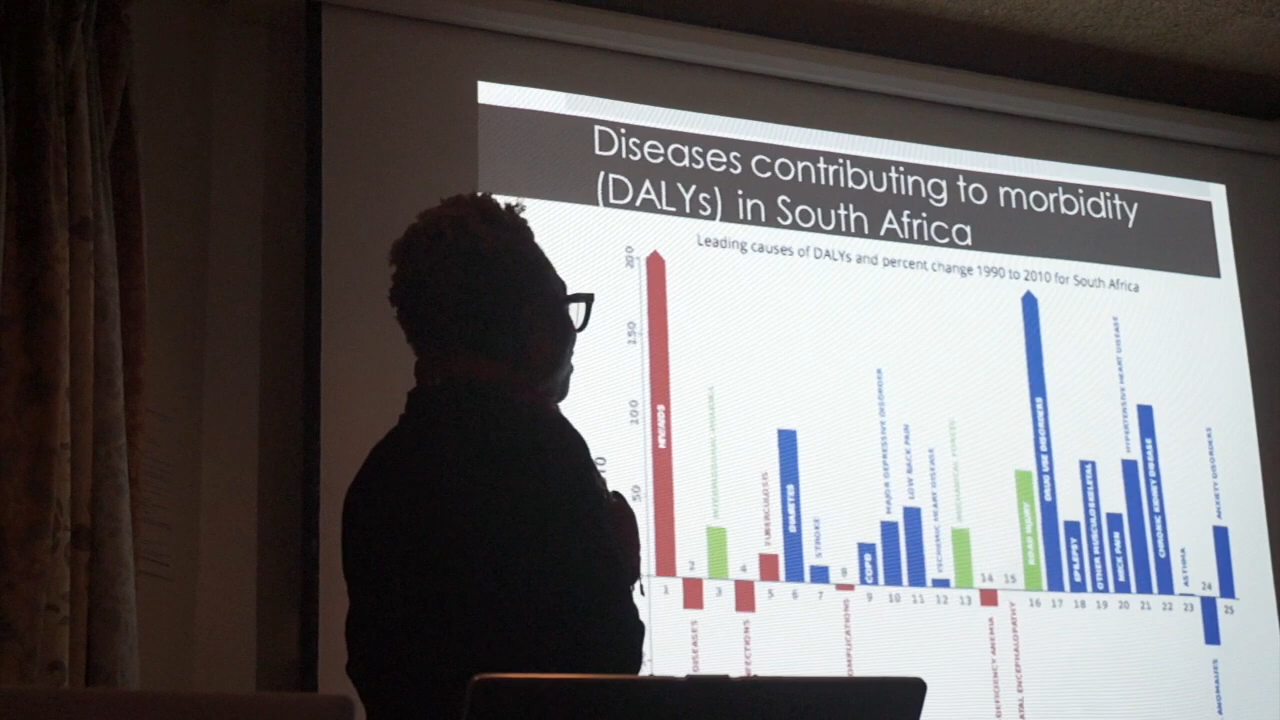 Diseases contributing to morbidity
(DALYs) in South Africa
Leading causes of DALYs and percent change 1990 to 2010 for South Africa
200
150
100
50
HIV/AIDS
INTERPERSONAL VIOLENCE
TUBERCULOSIS
DIABETES
STROKE
COPD
MAJOR DEPRESSIVE DISORDER
LOW BACK PAIN
ISCHEMIC HEART DISEASE
MECHANICAL FORCES
ROAD INJURY
DRUG USE DISORDERS
EPILEPSY
OTHER MUSCULOSKELETAL
NECK PAIN
HYPERTENSIVE HEART DISEASE
CHRONIC KIDNEY DISEASE
ASTHMA
ANXIETY DISORDERS
1 2 3 4 5 6 7 8 9 10 11 12 13 14 15 16 17 18 19 20 21 22 23 24 25
DISEASES
DEFICIENCY ANEMIA
ANOMALIES